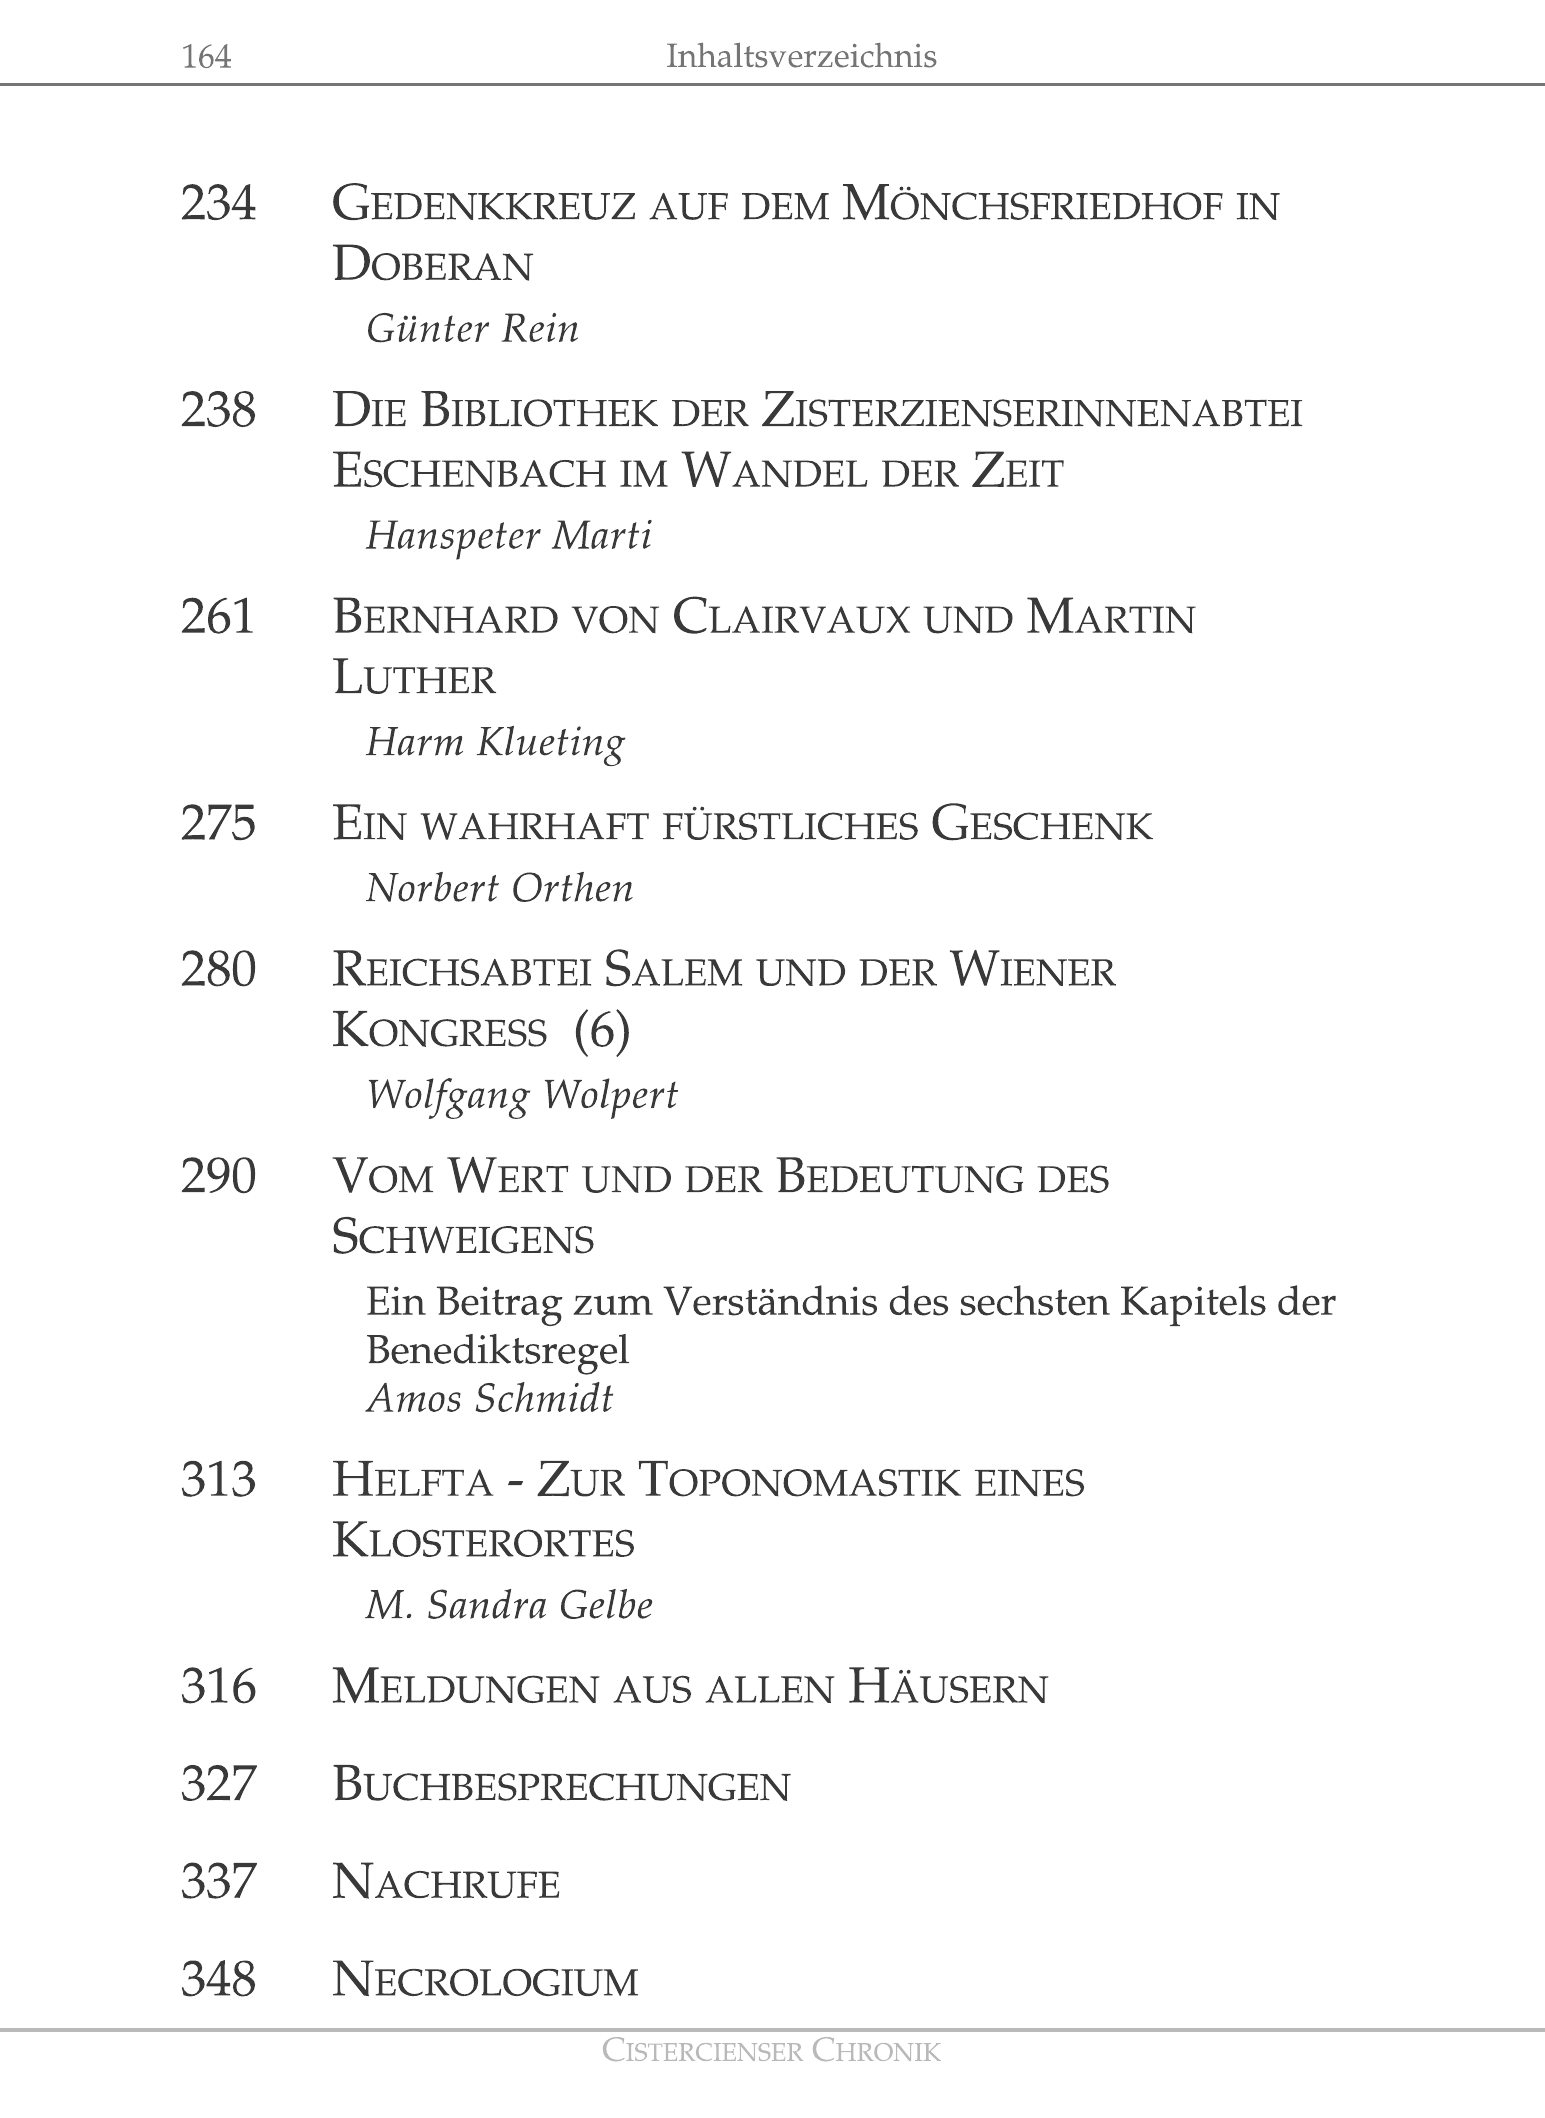 164 Inhaltsverzeichnis
234 Gedenkkreuz auf dem Mönchsfriedhof in
Doberan
Günter Rein
238 Die Bibliothek der Zisterzienserinnenabtei
Eschenbach im Wandel der Zeit
Hanspeter Marti
261 Bernhard von Clairvaux und Martin
Luther
Harm Klueting
275 Ein wahrhaft fürstliches Geschenk
Norbert Orthen
280 Reichsabtei Salem und der Wiener
Kongress (6)
Wolfgang Wolpert
290 Vom Wert und der Bedeutung des
Schweigens
Ein Beitrag zum Verständnis des sechsten Kapitels der
Benediktsregel
Amos Schmidt
313 Helfta - Zur Toponomastik eines
Klosterortes
M. Sandra Gelbe
316 Meldungen aus allen Häusern
327 Buchbesprechungen
337 Nachrufe
348 Necrologium
Cistercienser Chronik